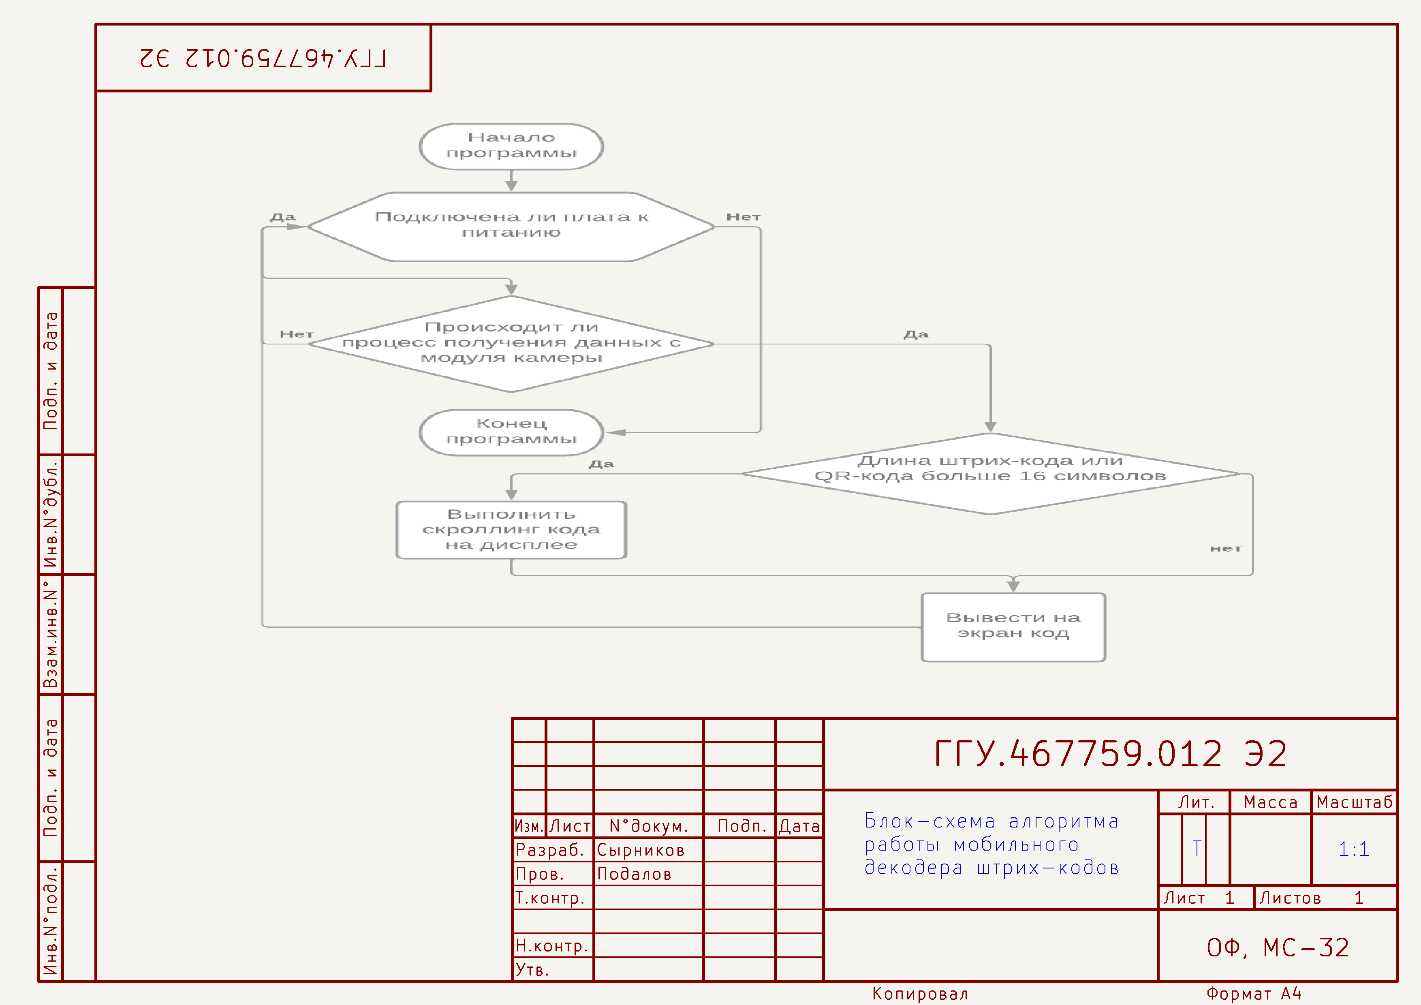 ГГУ.467759.012 Э2
Начало
программы
Да
Подключена ли плата к
питанию
Нет
Нет
Происходит ли
процесс получения данных с
модуля камеры
Да
Конец
программы
Да
Длина штрих-кода или
QR-кода больше 16 символов
Выполнить
скроллинг кода
на дисплее
нет
Вывести на
экран код
Подп. и дата
Инв.N°дубл.
Взам.инв.N°
Подп. и дата
Инв.N°подл.
ГГУ.467759.012 Э2
Изм. Лист N°докум. Подп. Дата
Разраб. Сырников
Пров. Подалов
Т.контр.
Н.контр.
Утв.
Блок-схема алгоритма
работы мобильного
декодера штрих-кодов
Лит. Масса Масштаб
Т 1:1
Лист 1 Листов 1
ОФ, МС-32
Копировал Формат А4